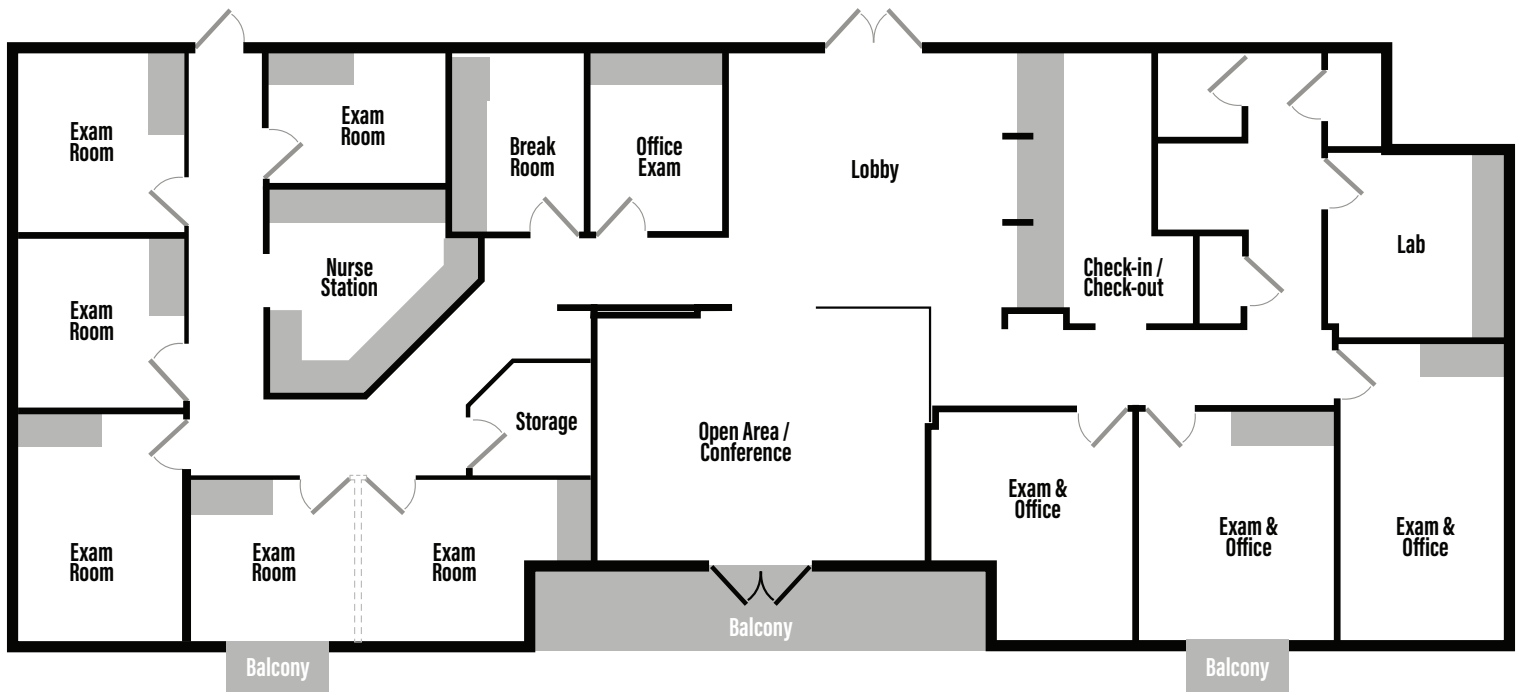 Exam
Room
Exam
Room
Break
Room
Office
Exam
Lobby
Nurse
Station
Check-in /
Check-out
Lab
Exam
Room
Storage
Open Area /
Conference
Exam
Room
Exam
Room
Exam
Room
Exam &
Office
Exam &
Office
Exam &
Office
Balcony
Balcony
Balcony